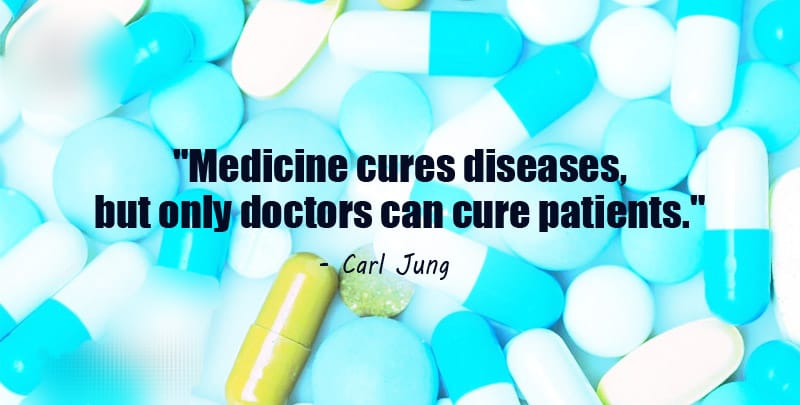 "Medicine cures diseases,
but only doctors can cure patients."
- Carl Jung